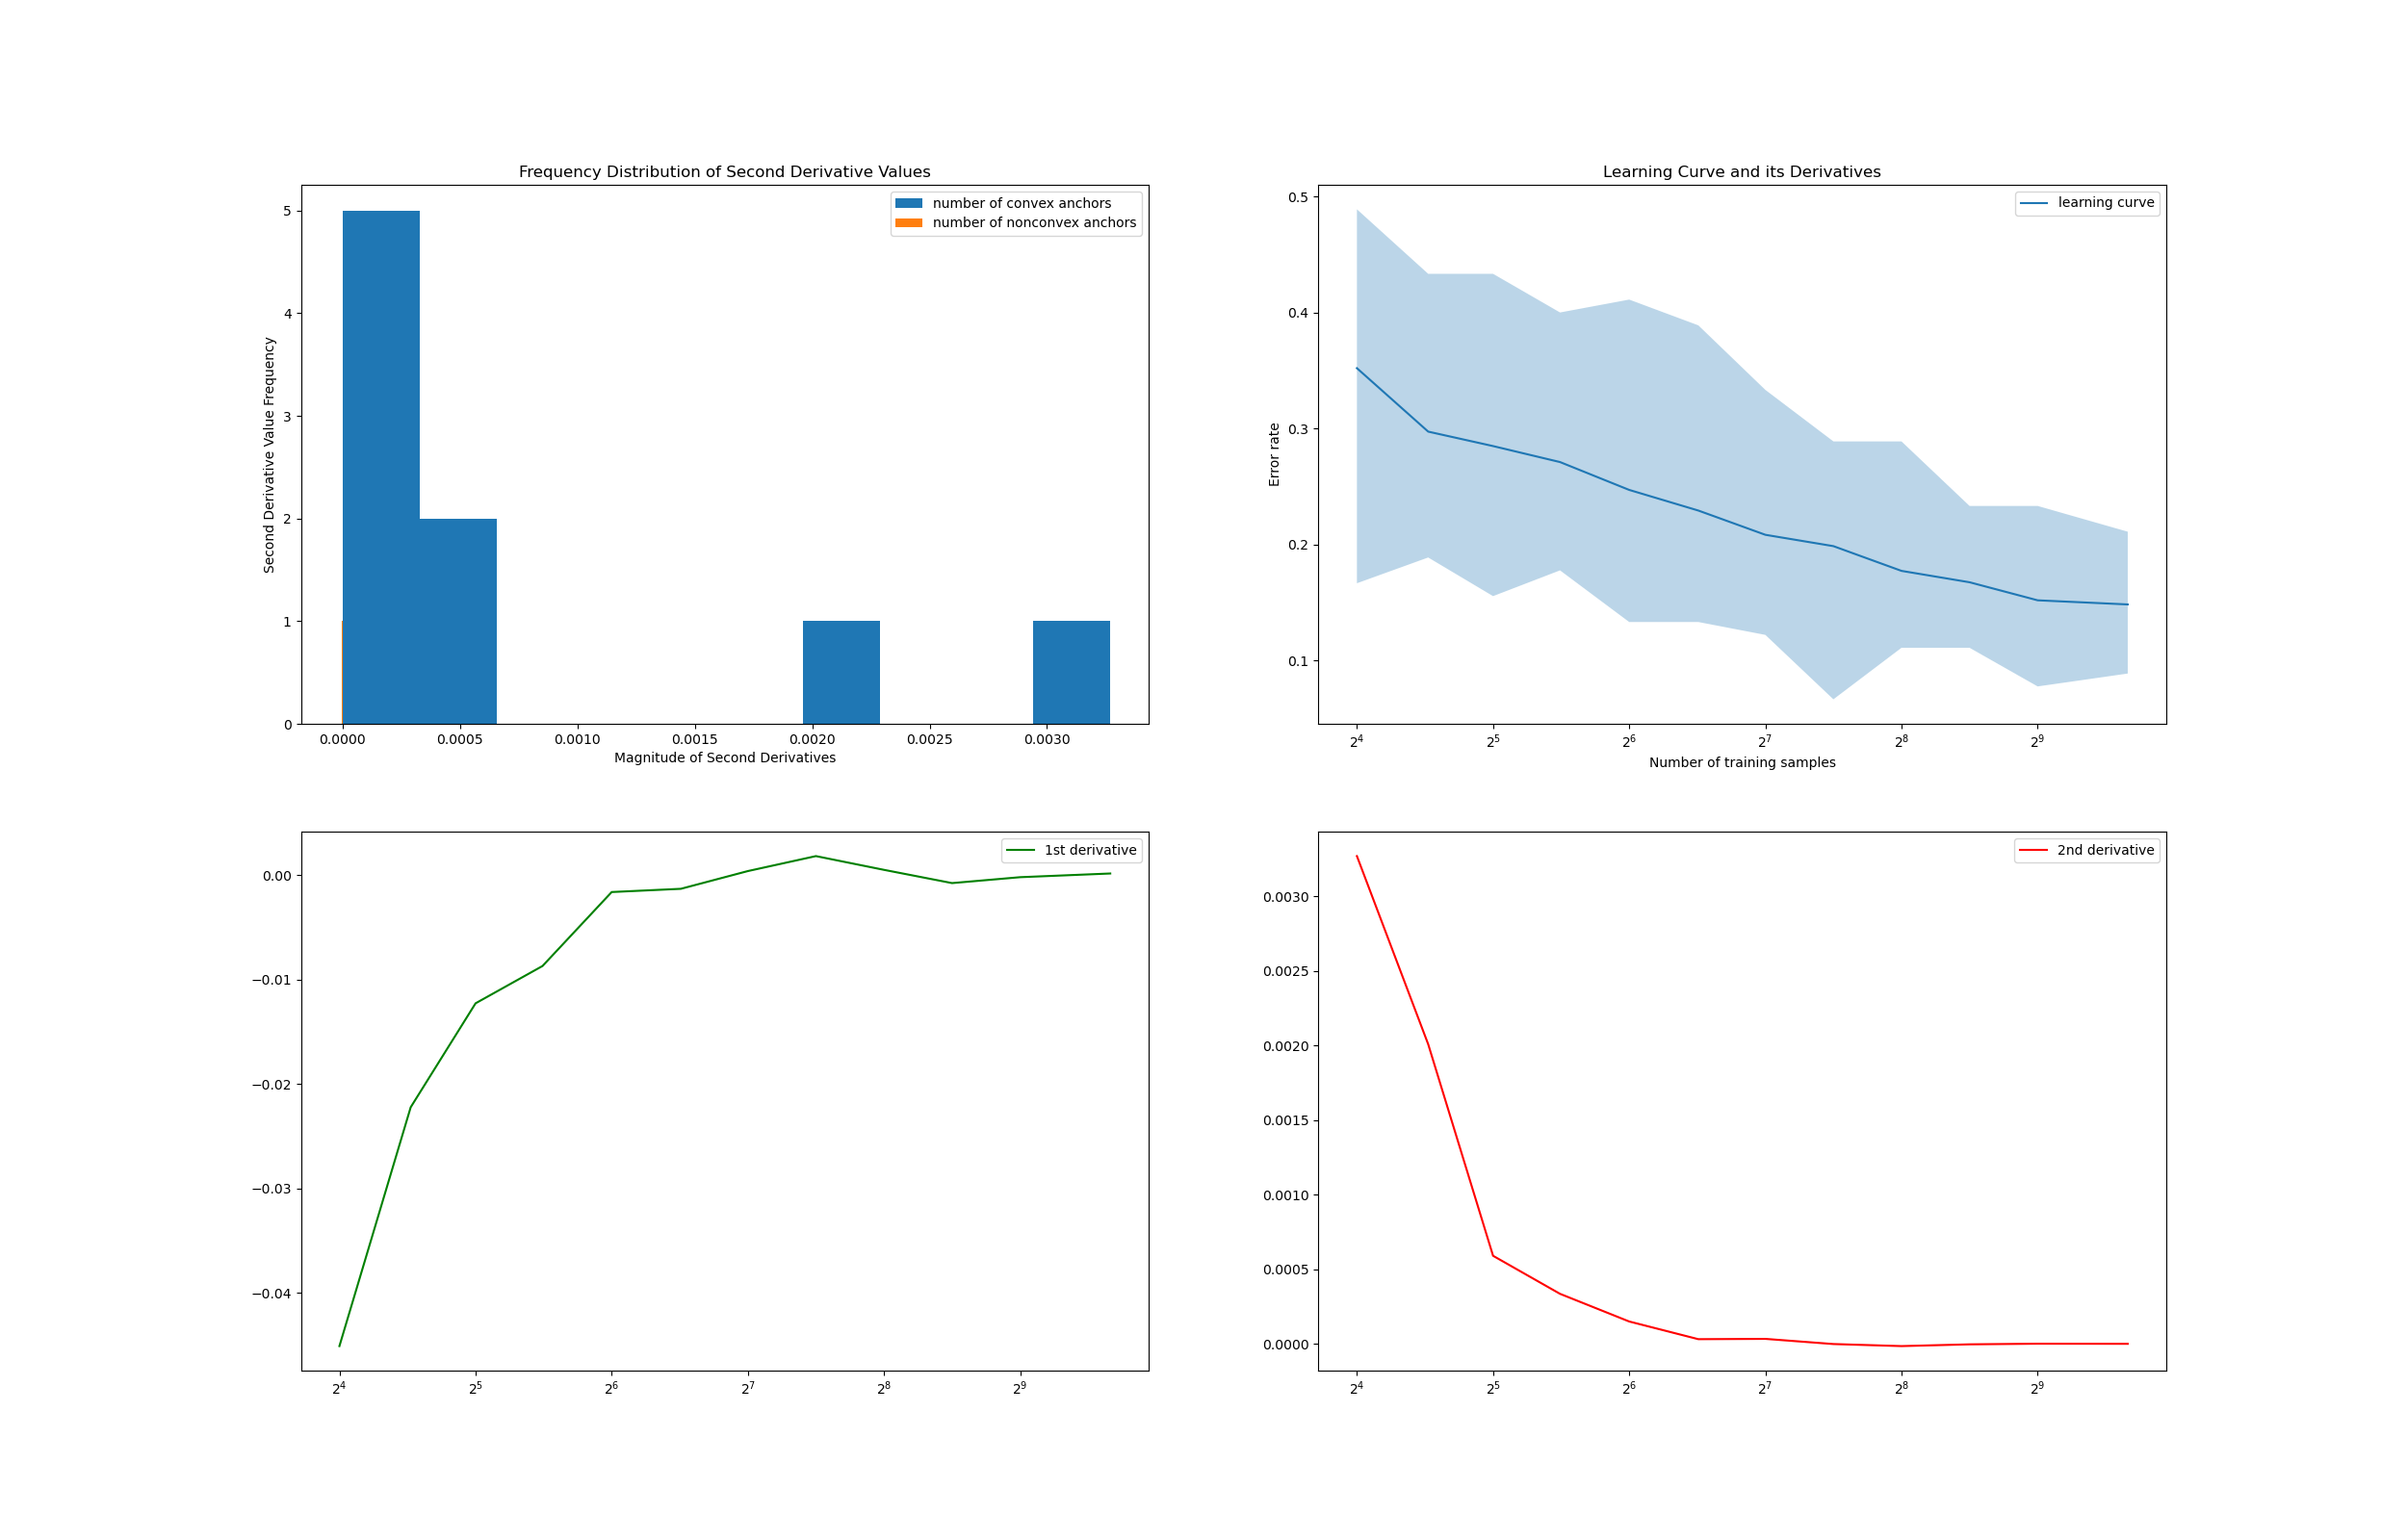 Frequency Distribution of Second Derivative Values
number of convex anchors
number of nonconvex anchors
5
4
3
2
1
0
Second Derivative Value Frequency
0.0000 0.0005 0.0010 0.0015 0.0020 0.0025 0.0030
Magnitude of Second Derivatives
Learning Curve and its Derivatives
learning curve
0.5
0.4
0.3
0.2
0.1
Error rate
2⁴ 2⁵ 2⁶ 2⁷ 2⁸ 2⁹
Number of training samples
1st derivative
0.00
−0.01
−0.02
−0.03
−0.04
2⁴ 2⁵ 2⁶ 2⁷ 2⁸ 2⁹
2nd derivative
0.0030
0.0025
0.0020
0.0015
0.0010
0.0005
0.0000
2⁴ 2⁵ 2⁶ 2⁷ 2⁸ 2⁹